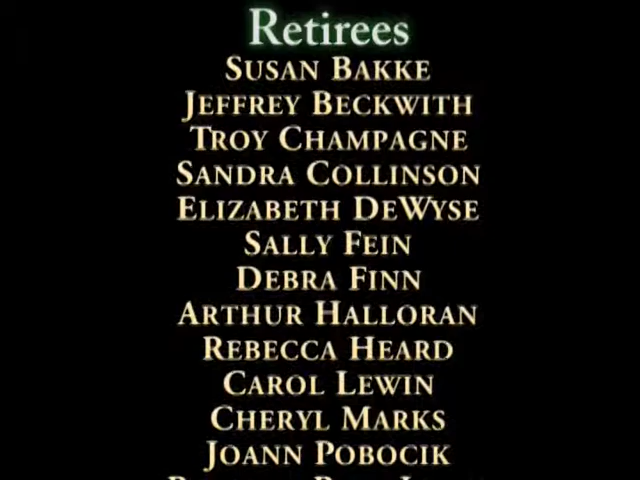 Retirees
SUSAN BAKKE
JEFFREY BECKWITH
TROY CHAMPAGNE
SANDRA COLLINSON
ELIZABETH DEWYSE
SALLY FEIN
DEBRA FINN
ARTHUR HALLORAN
REBECCA HEARD
CAROL LEWIN
CHERYL MARKS
JOANN POBOCIK